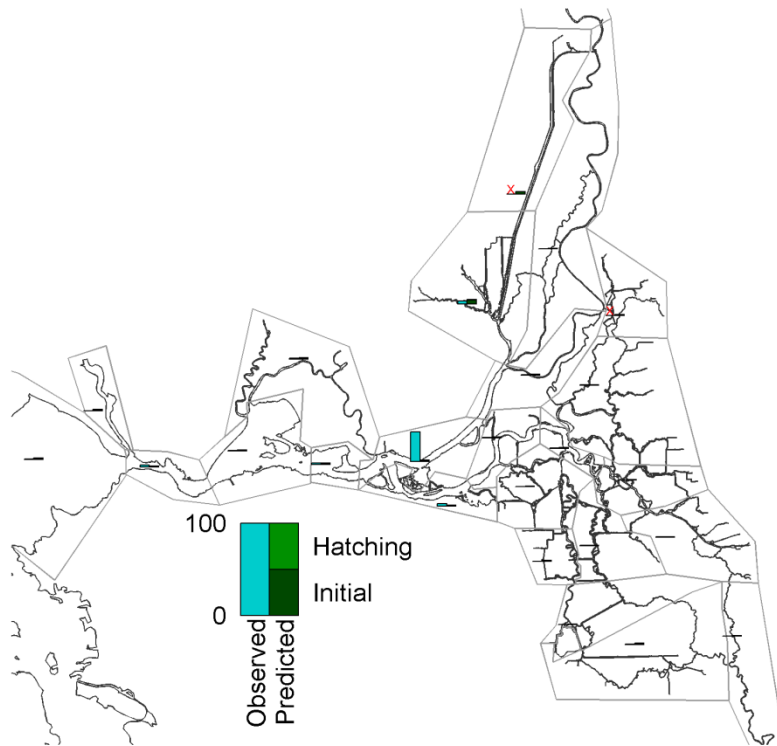 X
X
100
Hatching
Initial
0
Observed
Predicted